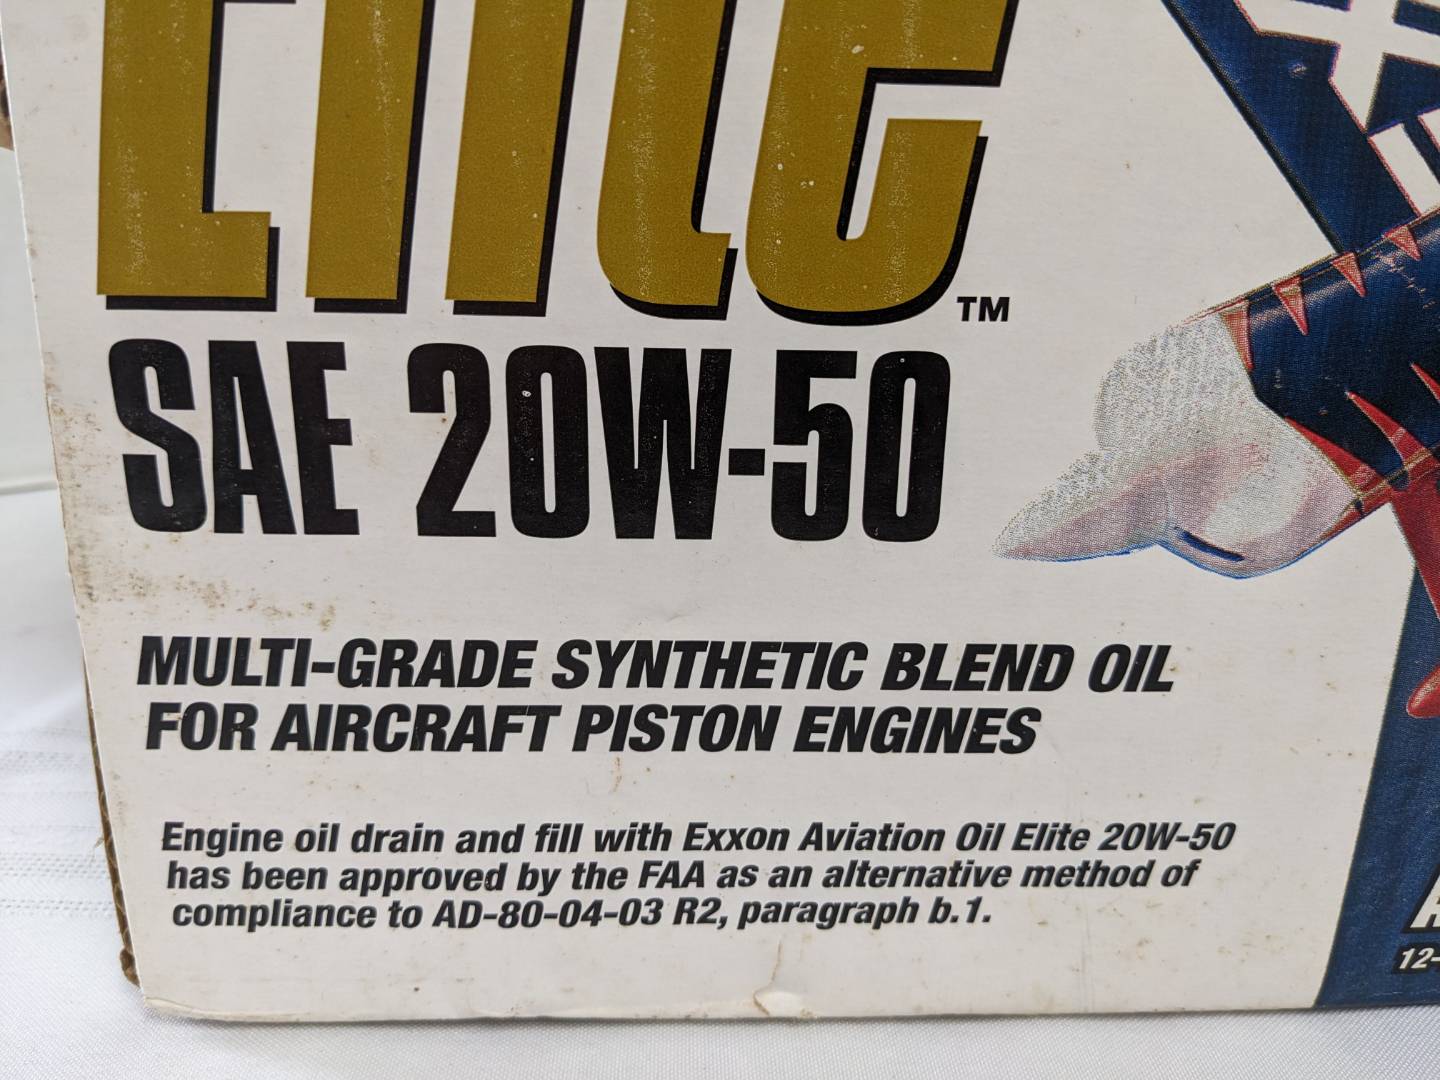 Elite™
SAE 20W-50
MULTI-GRADE SYNTHETIC BLEND OIL
FOR AIRCRAFT PISTON ENGINES
Engine oil drain and fill with Exxon Aviation Oil Elite 20W-50
has been approved by the FAA as an alternative method of
compliance to AD-80-04-03 R2, paragraph b.1.
12-